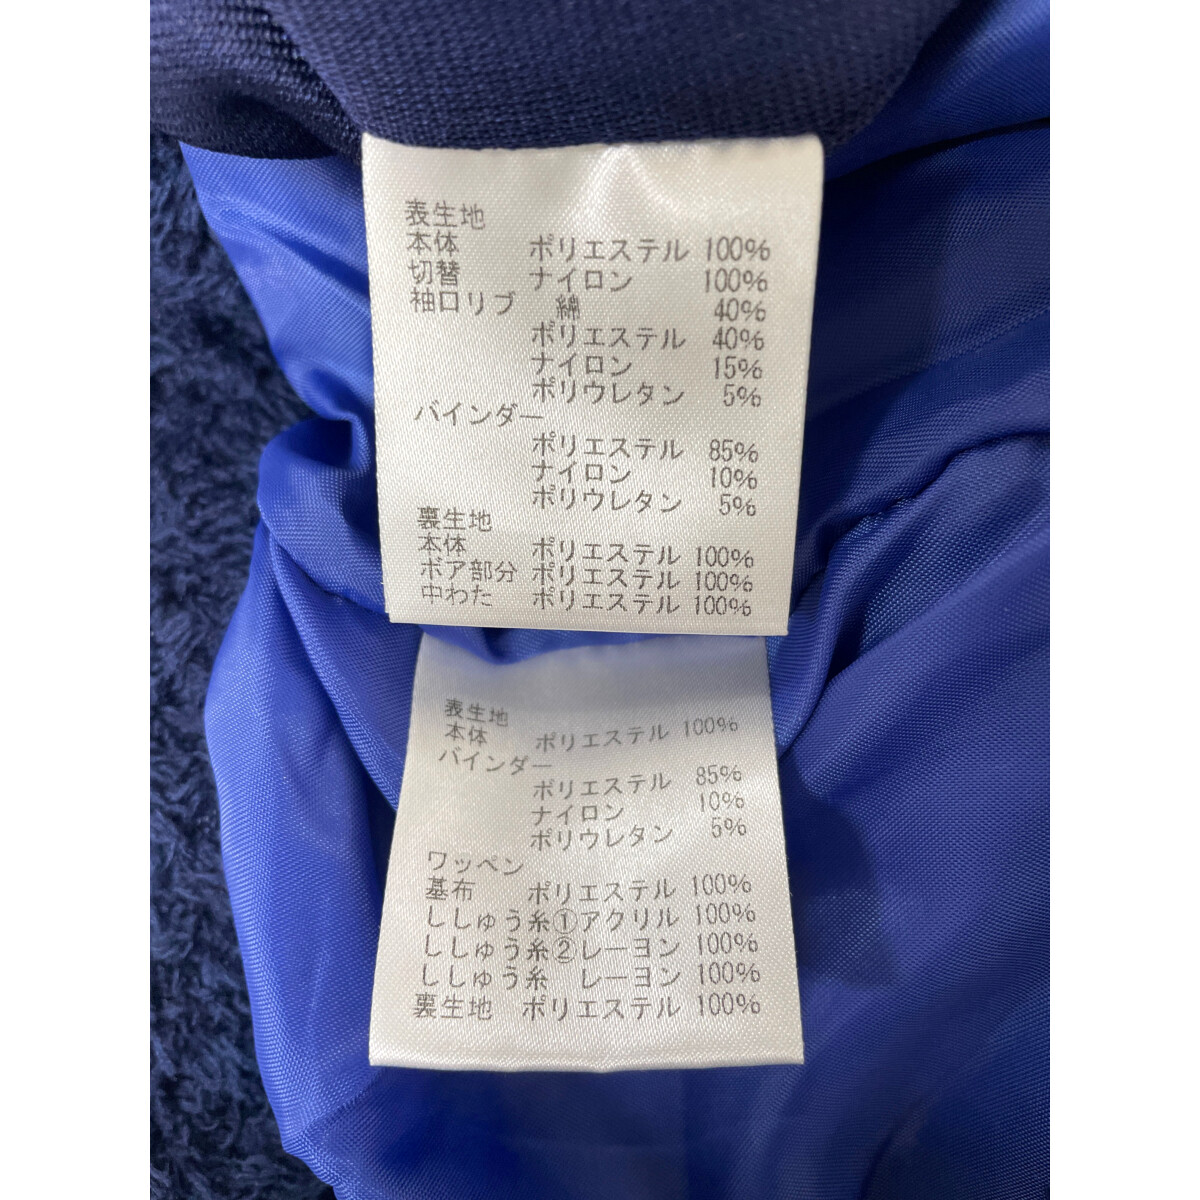 表生地
本体 ポリエステル 100%
切替 ナイロン 100%
袖口リブ 綿 40%
ポリエステル 40%
ナイロン 15%
ポリウレタン 5%
バインダー
ポリエステル 85%
ナイロン 10%
ポリウレタン 5%
裏生地
本体 ポリエステル 100%
ボア部分 ポリエステル 100%
中わた ポリエステル 100%
表生地
本体 ポリエステル 100%
バインダー
ポリエステル 85%
ナイロン 10%
ポリウレタン 5%
ワッペン
基布 ポリエステル 100%
ししゅう糸①アクリル 100%
ししゅう糸②レーヨン 100%
ししゅう糸 レーヨン 100%
裏生地 ポリエステル 100%